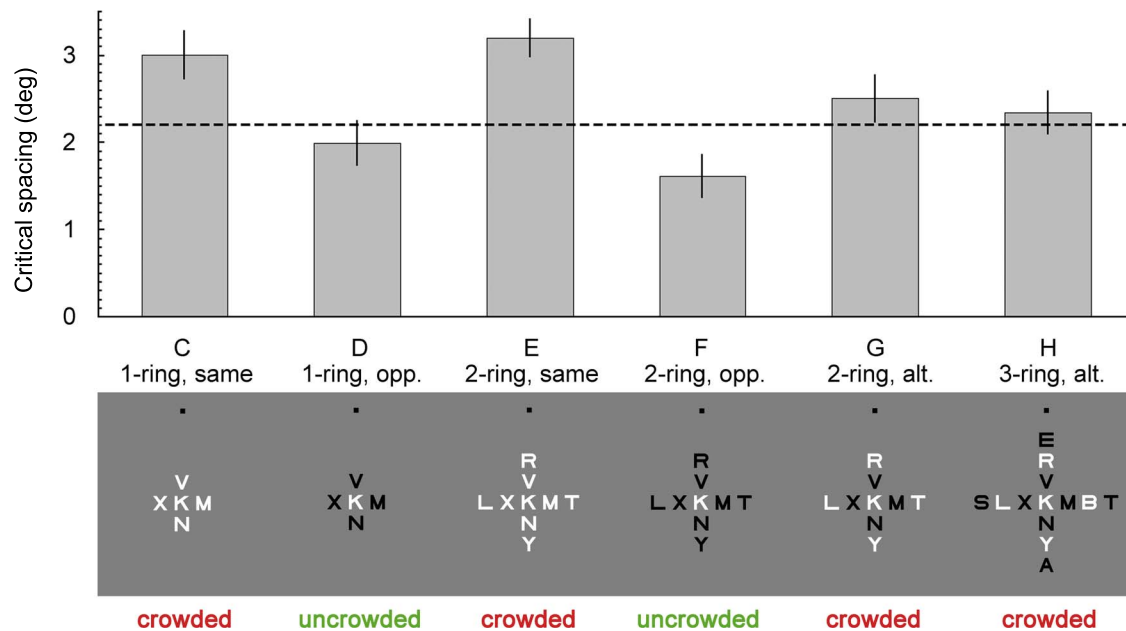 Critical spacing (deg)
3
2
1
0
C D E F G H
1-ring, same 1-ring, opp. 2-ring, same 2-ring, opp. 2-ring, alt. 3-ring, alt.
E
R R R R
V V V V V V
X K M X K M L X K M T L X K M T L X K M T S L X K M B T
N N N N N N
Y Y Y Y
A
crowded uncrowded crowded uncrowded crowded crowded